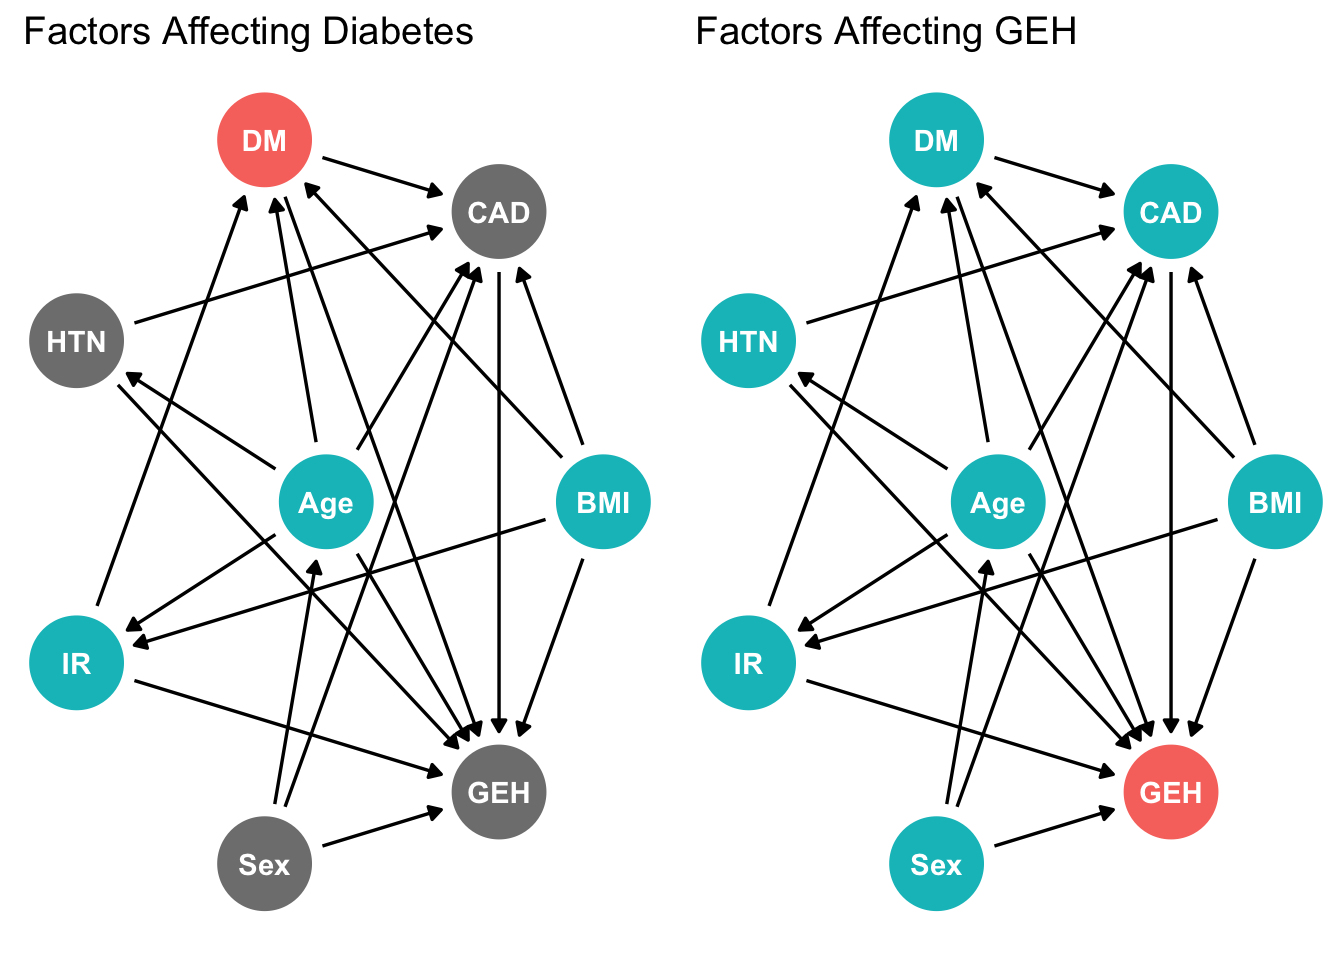 Factors Affecting Diabetes
DM
CAD
HTN
Age
BMI
IR
GEH
Sex
Factors Affecting GEH
DM
CAD
HTN
Age
BMI
IR
GEH
Sex